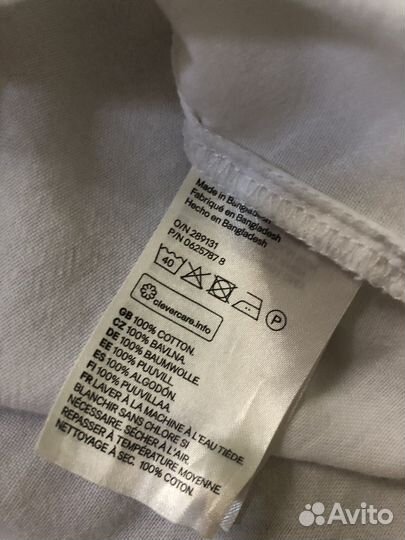 Made in Bangladesh
Fabriqué en Bangladesh
Hecho en Bangladesh
O/N 289131
P/N 0625787 8
40
P
clevercare.info
GB 100% COTTON.
CZ 100% BAVLNA.
DE 100% BAUMWOLLE
EE 100% PUUVILL
ES 100% ALGODÓN.
FI 100% PUUVILLAA.
FR LAVER À LA MACHINE À L'EAU TIÈDE.
BLANCHIR SANS CHLORE SI
NÉCESSAIRE. SÉCHER À L'AIR.
REPASSER À TEMPÉRATURE MOYENNE.
NETTOYAGE À SEC. 100% COTON.
Avito